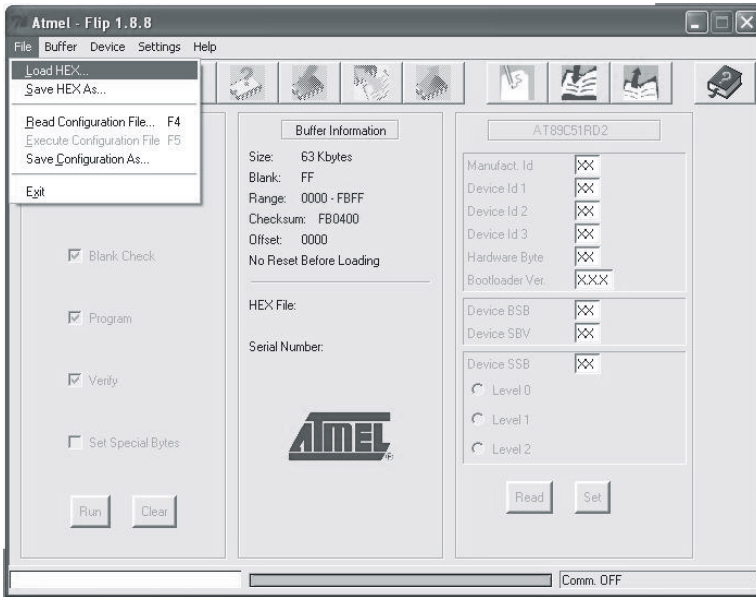 Atmel - Flip 1.8.8
File Buffer Device Settings Help
Load HEX...
Save HEX As...
Read Configuration File... F4
Execute Configuration File F5
Save Configuration As...
Exit
Blank Check
Program
Verify
Set Special Bytes
Run Clear
Buffer Information
Size: 63 Kbytes
Blank: FF
Range: 0000 - FBFF
Checksum: FB0400
Offset: 0000
No Reset Before Loading
HEX File:
Serial Number:
ATMEL ®
AT89C51RD2
Manufact. Id XX
Device Id 1 XX
Device Id 2 XX
Device Id 3 XX
Hardware Byte XX
Bootloader Ver. XXX
Device BSB XX
Device SBV XX
Device SSB XX
Level 0
Level 1
Level 2
Read Set
Comm. OFF